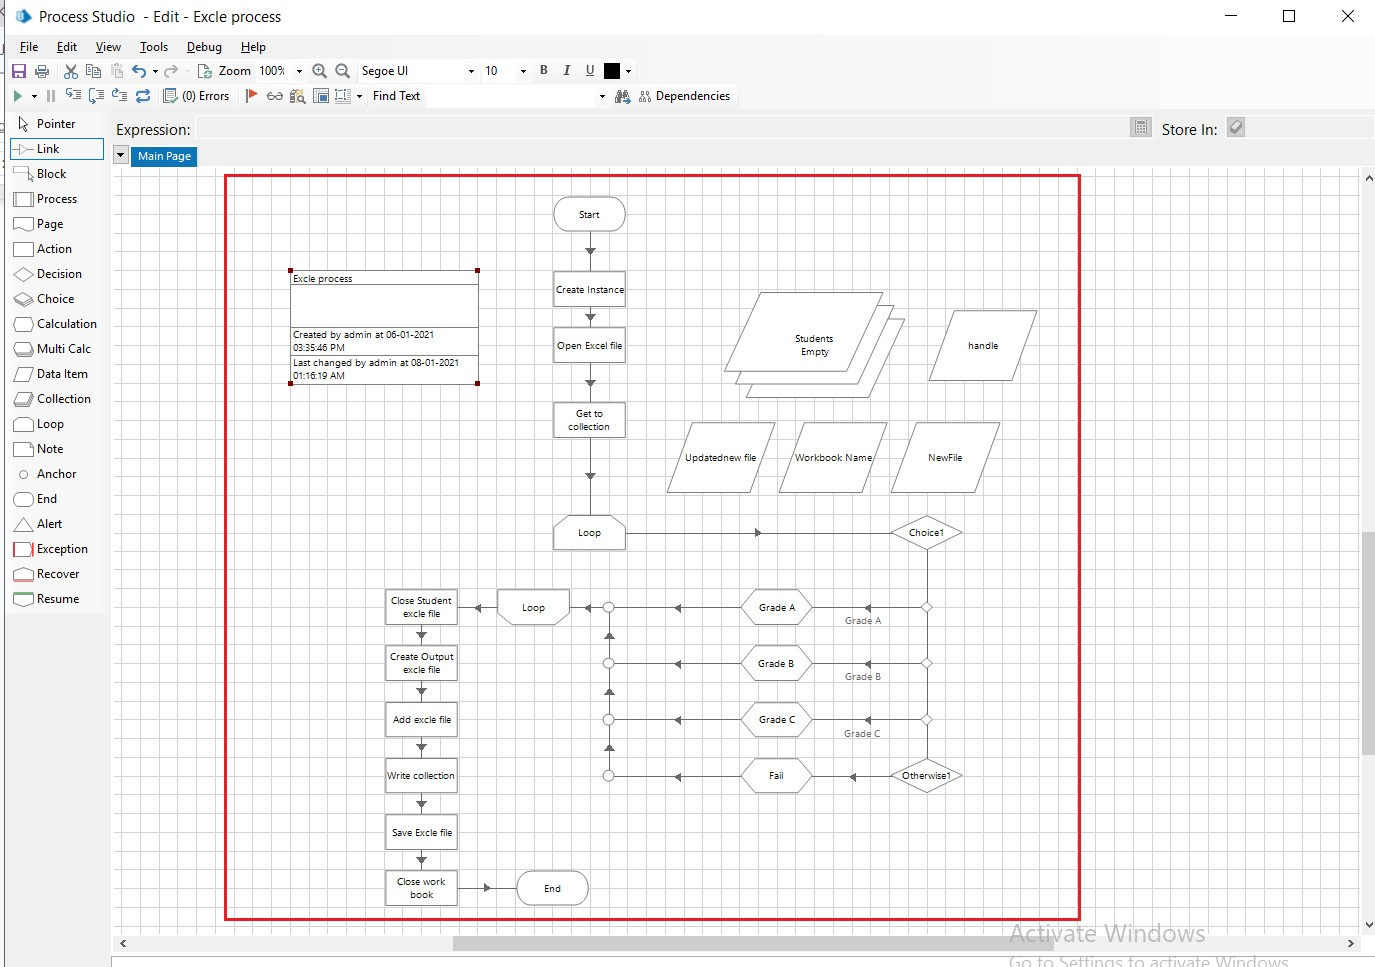 Process Studio - Edit - Excle process
File Edit View Tools Debug Help
Zoom 100% Segoe UI 10 B I U
(0) Errors Find Text Dependencies
Pointer
Link
Block
Process
Page
Action
Decision
Choice
Calculation
Multi Calc
Data Item
Collection
Loop
Note
Anchor
End
Alert
Exception
Recover
Resume
Expression: Store In:
Main Page
Start
Excle process
Created by admin at 06-01-2021
03:35:46 PM
Last changed by admin at 08-01-2021
01:16:19 AM
Create Instance
Open Excel file
Get to
collection
Students
Empty
handle
Updatednew file
Workbook Name
NewFile
Loop
Choice1
Close Student
excle file
Loop
Grade A
Grade A
Create Output
excle file
Grade B
Grade B
Add excle file
Grade C
Grade C
Write collection
Fail
Otherwise1
Save Excle file
Close work
book
End
Activate Windows
Go to Settings to activate Windows